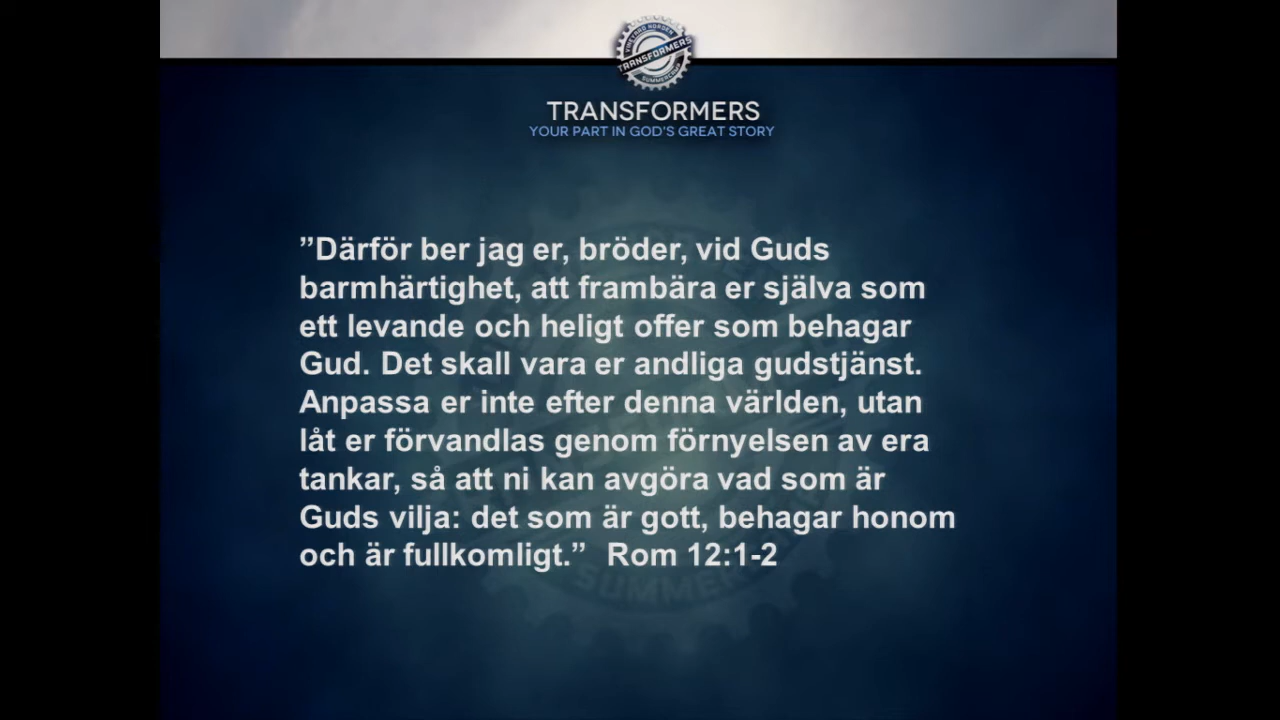 VINEYARD NORDEN
TRANSFORMERS
SUMMERCAMP
TRANSFORMERS
YOUR PART IN GOD'S GREAT STORY
”Därför ber jag er, bröder, vid Guds
barmhärtighet, att frambära er själva som
ett levande och heligt offer som behagar
Gud. Det skall vara er andliga gudstjänst.
Anpassa er inte efter denna världen, utan
låt er förvandlas genom förnyelsen av era
tankar, så att ni kan avgöra vad som är
Guds vilja: det som är gott, behagar honom
och är fullkomligt.” Rom 12:1-2